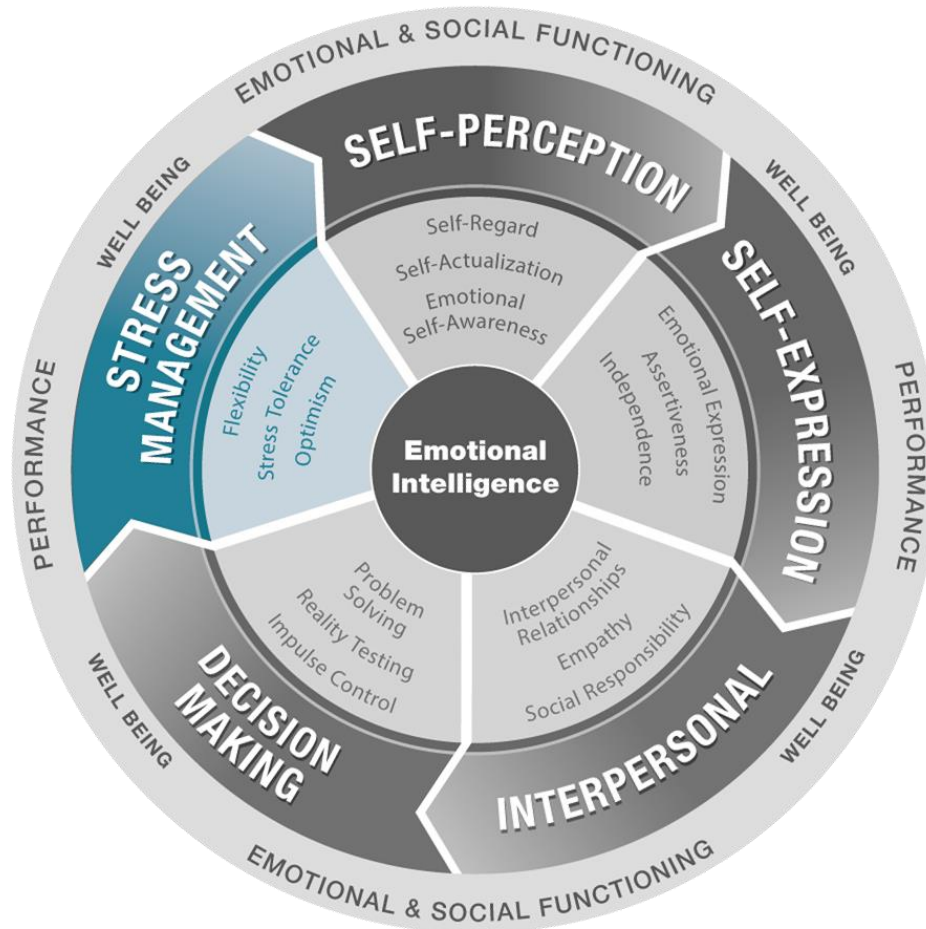 EMOTIONAL & SOCIAL FUNCTIONING
WELL BEING
PERFORMANCE
WELL BEING
EMOTIONAL & SOCIAL FUNCTIONING
WELL BEING
PERFORMANCE
WELL BEING
SELF-PERCEPTION
Self-Regard
Self-Actualization
Emotional
Self-Awareness
SELF-EXPRESSION
Emotional Expression
Assertiveness
Independence
INTERPERSONAL
Interpersonal
Relationships
Empathy
Social Responsibility
DECISION
MAKING
Problem
Solving
Reality Testing
Impulse Control
STRESS
MANAGEMENT
Flexibility
Stress Tolerance
Optimism
Emotional
Intelligence